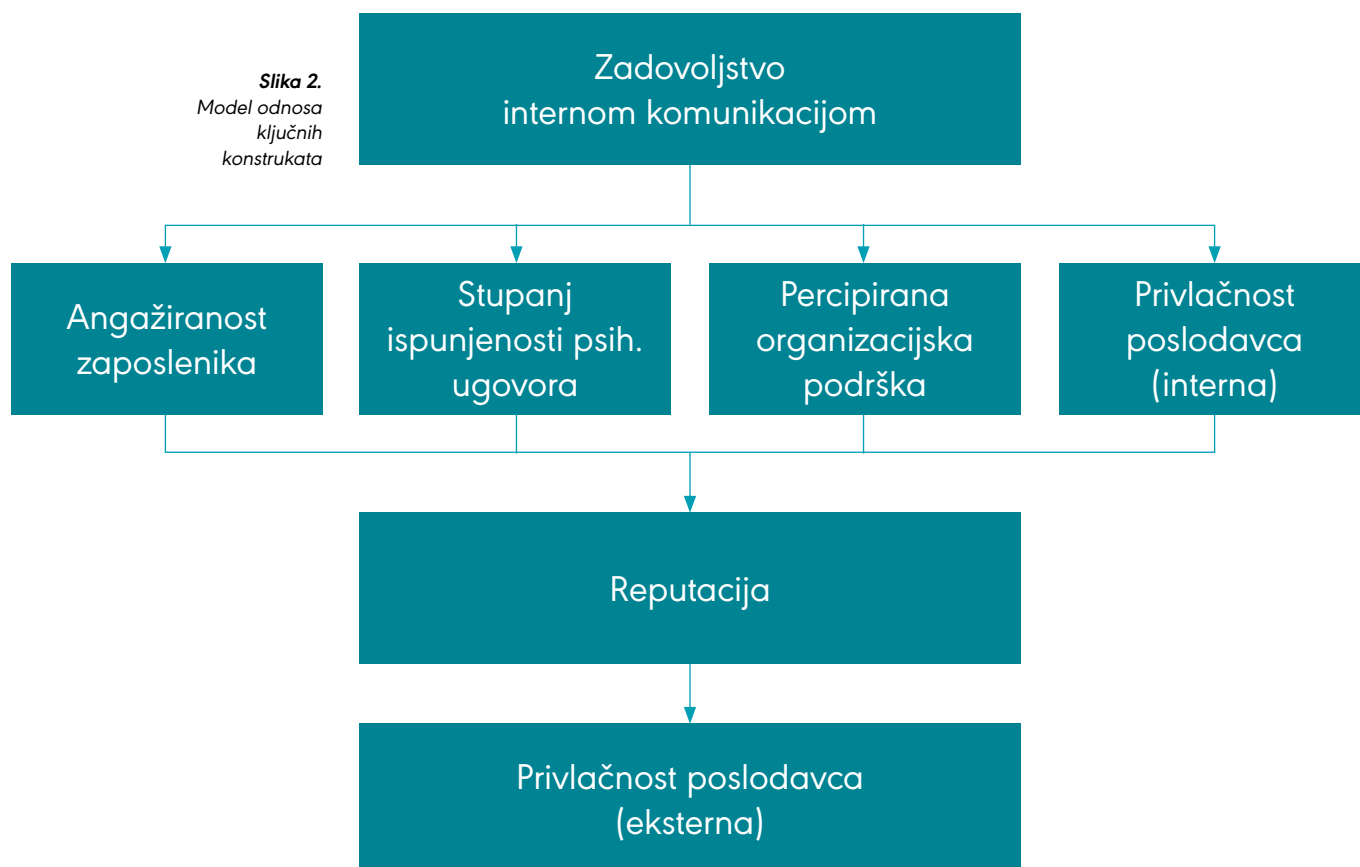 Slika 2.
Model odnosa
ključnih
konstrukata
Zadovoljstvo
internom komunikacijom
Angažiranost
zaposlenika
Stupanj
ispunjenosti psih.
ugovora
Percipirana
organizacijska
podrška
Privlačnost
poslodavca
(interna)
Reputacija
Privlačnost poslodavca
(eksterna)